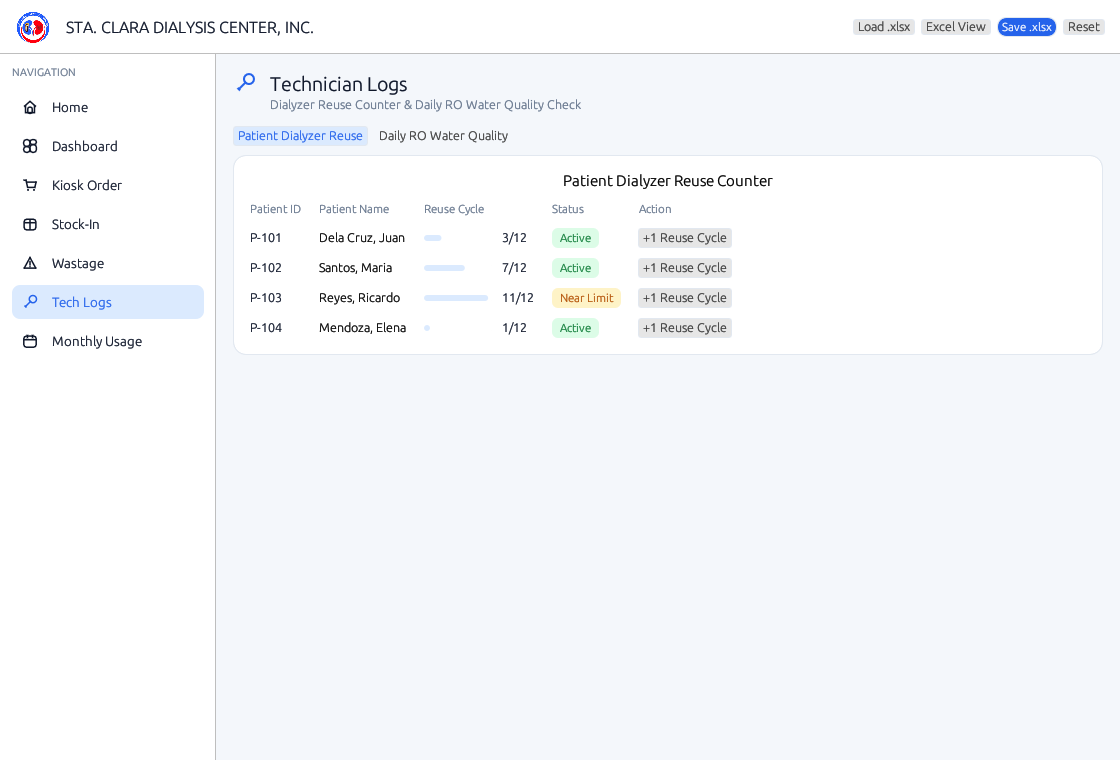 STA. CLARA DIALYSIS CENTER, INC.
Load .xlsx Excel View Save .xlsx Reset
NAVIGATION
Home
Dashboard
Kiosk Order
Stock-In
Wastage
Tech Logs
Monthly Usage
Technician Logs
Dialyzer Reuse Counter & Daily RO Water Quality Check
Patient Dialyzer Reuse Daily RO Water Quality
Patient Dialyzer Reuse Counter
Patient ID Patient Name Reuse Cycle Status Action
P-101 Dela Cruz, Juan 3/12 Active +1 Reuse Cycle
P-102 Santos, Maria 7/12 Active +1 Reuse Cycle
P-103 Reyes, Ricardo 11/12 Near Limit +1 Reuse Cycle
P-104 Mendoza, Elena 1/12 Active +1 Reuse Cycle